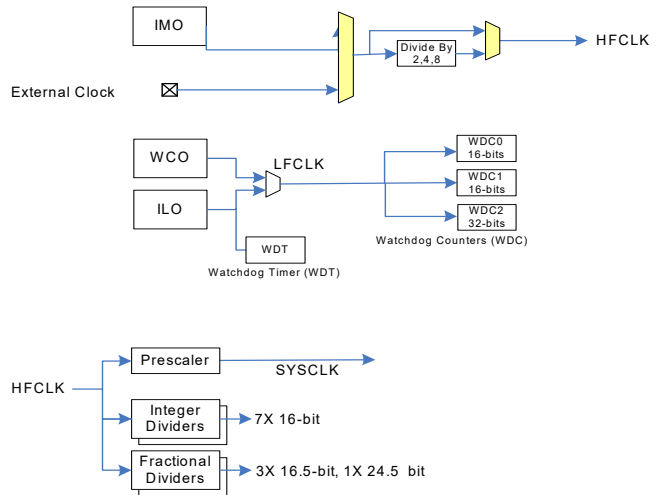 IMO
Divide By
2,4,8
HFCLK
External Clock
WCO
LFCLK
ILO
WDC0
16-bits
WDC1
16-bits
WDC2
32-bits
WDT
Watchdog Counters (WDC)
Watchdog Timer (WDT)
Prescaler
SYSCLK
HFCLK
Integer
Dividers
7X 16-bit
Fractional
Dividers
3X 16.5-bit, 1X 24.5 bit